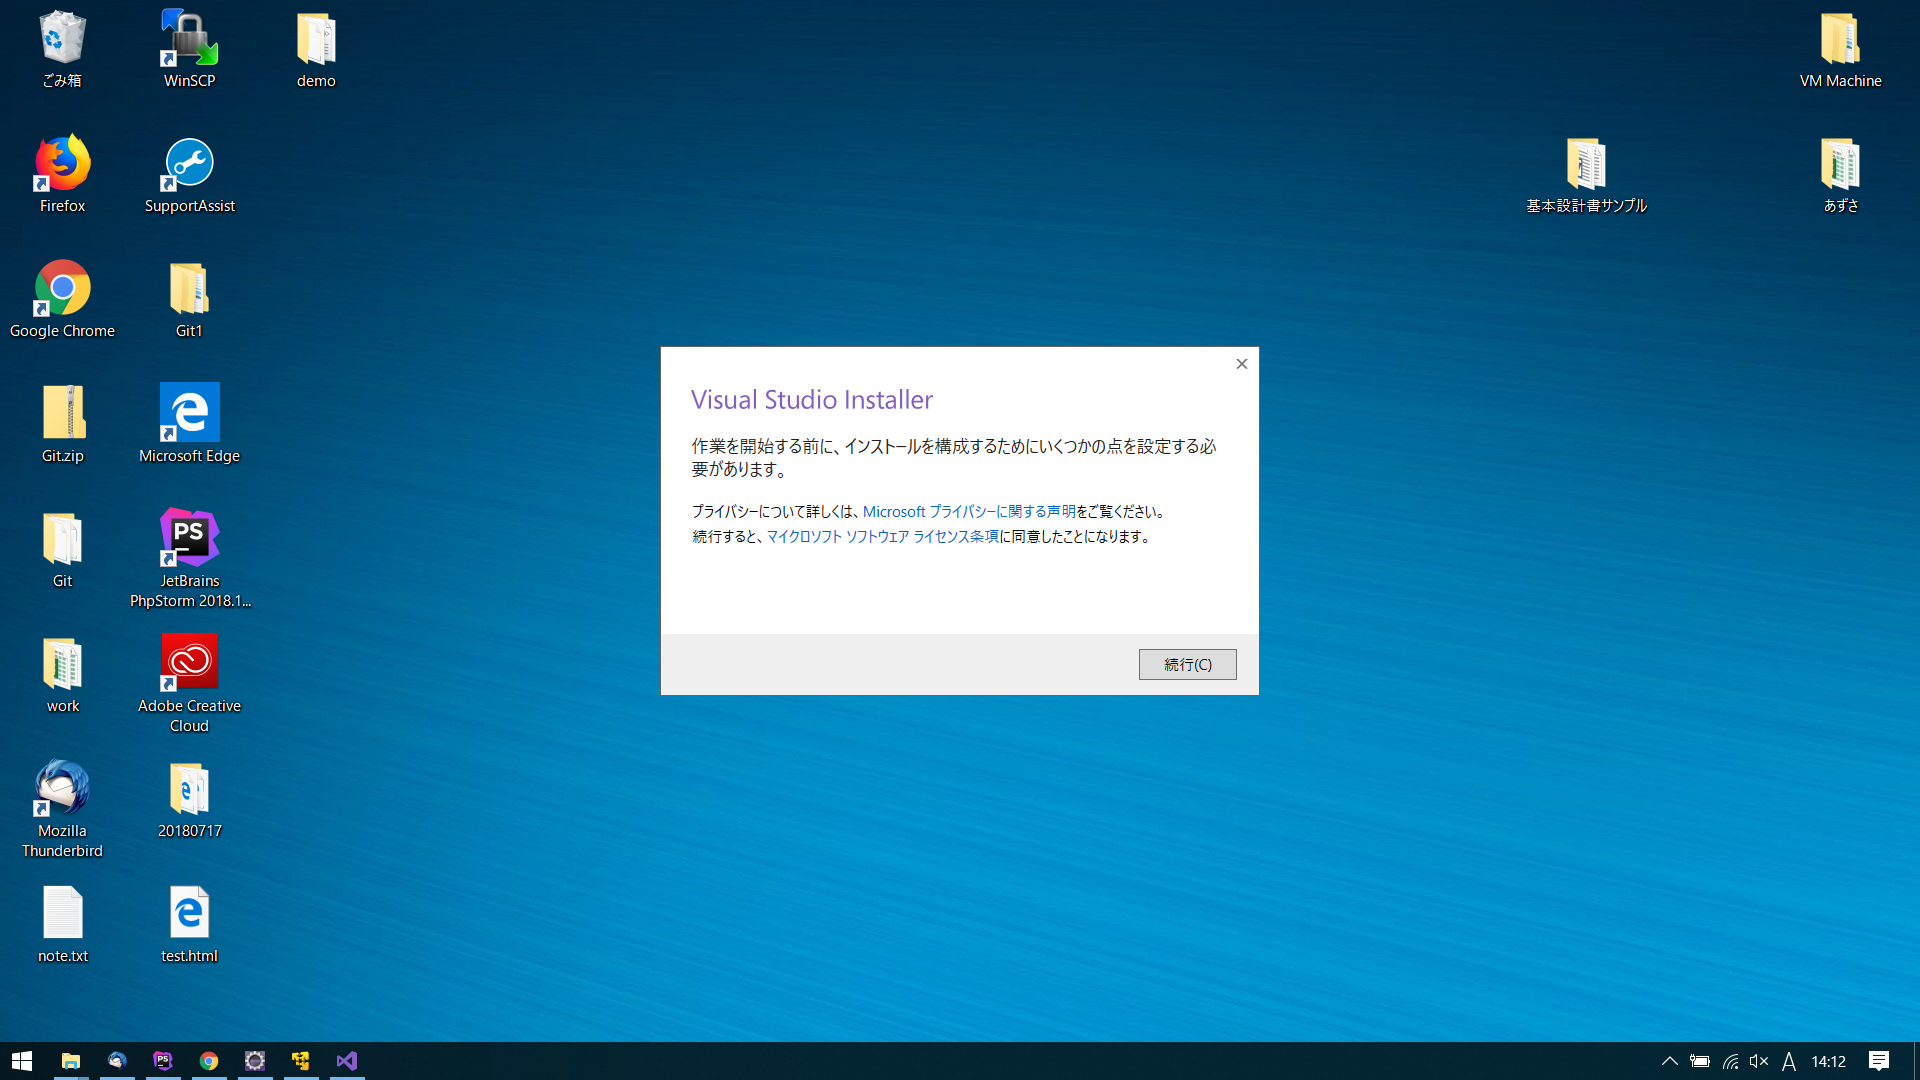 ごみ箱
WinSCP
demo
VM Machine
Firefox
SupportAssist
基本設計書サンプル
あずさ
Google Chrome
Git1
Git.zip
Microsoft Edge
Git
PS
JetBrains
PhpStorm 2018.1...
work
Adobe Creative
Cloud
Mozilla
Thunderbird
20180717
note.txt
test.html
Visual Studio Installer
作業を開始する前に、インストールを構成するためにいくつかの点を設定する必
要があります。
プライバシーについて詳しくは、Microsoft プライバシーに関する声明をご覧ください。
続行すると、マイクロソフト ソフトウェア ライセンス条項に同意したことになります。
続行(C)
PS
A
14:12